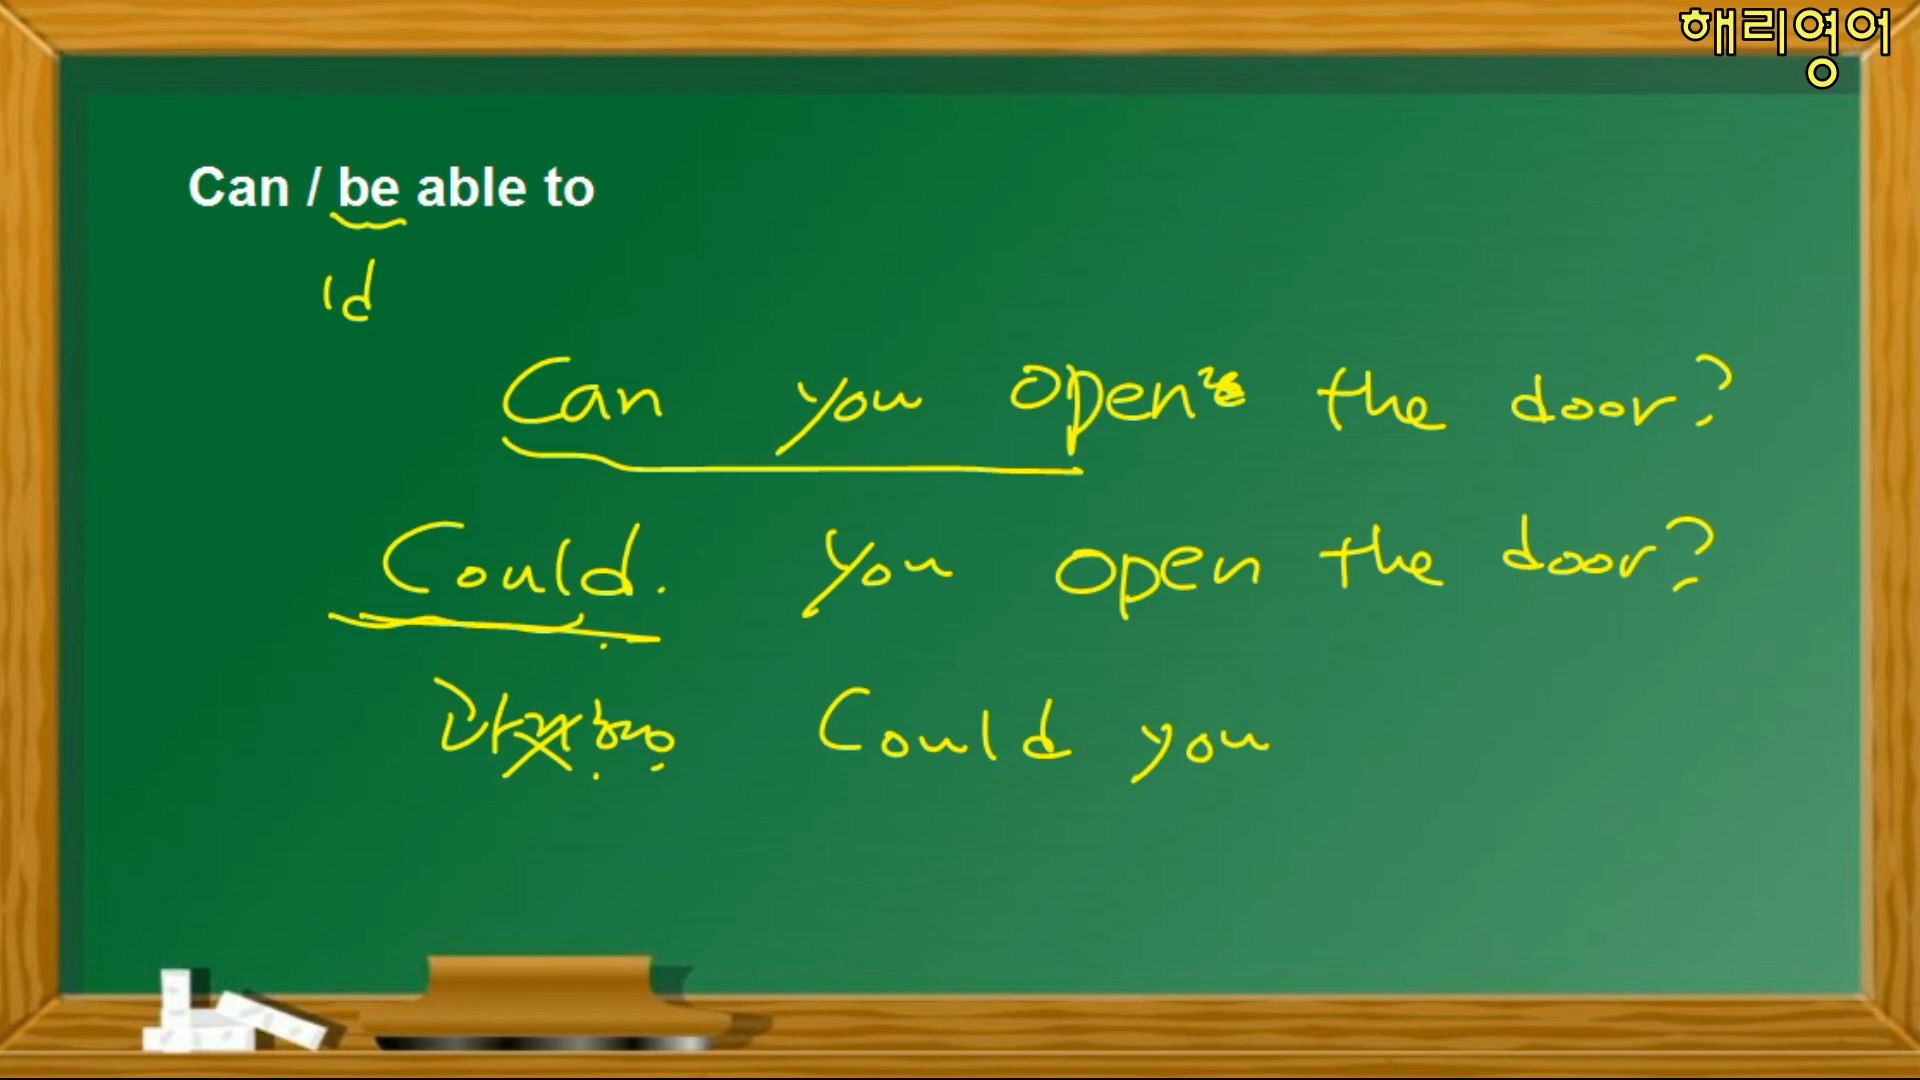 해리영어
Can / be able to
Can you open the door?
Could. you open the door?
Could you